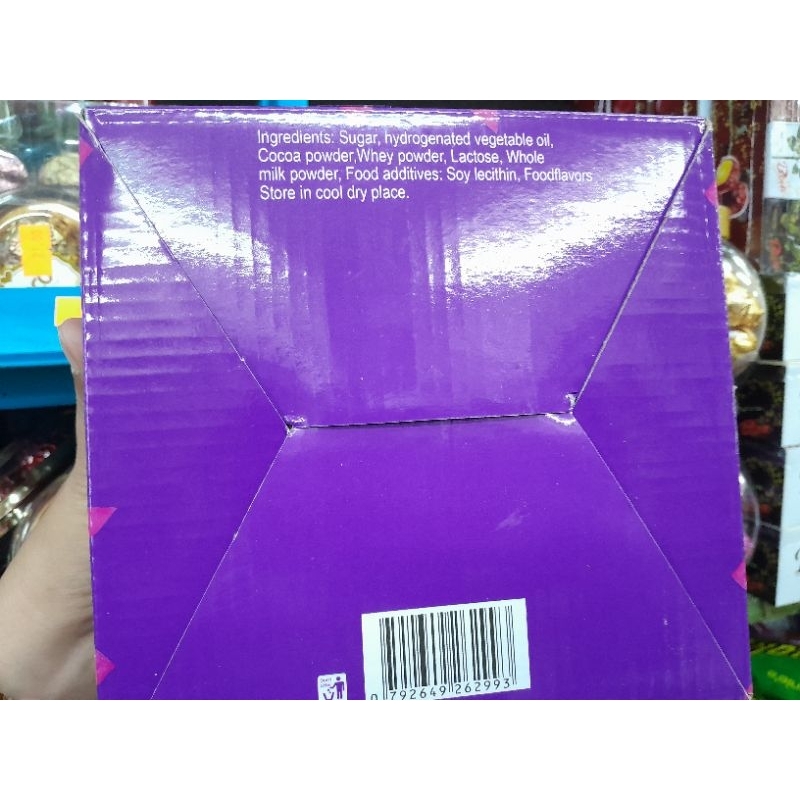 Ingredients: Sugar, hydrogenated vegetable oil,
Cocoa powder,Whey powder, Lactose, Whole
milk powder, Food additives: Soy lecithin, Foodflavors
Store in cool dry place.
0 792649 262993